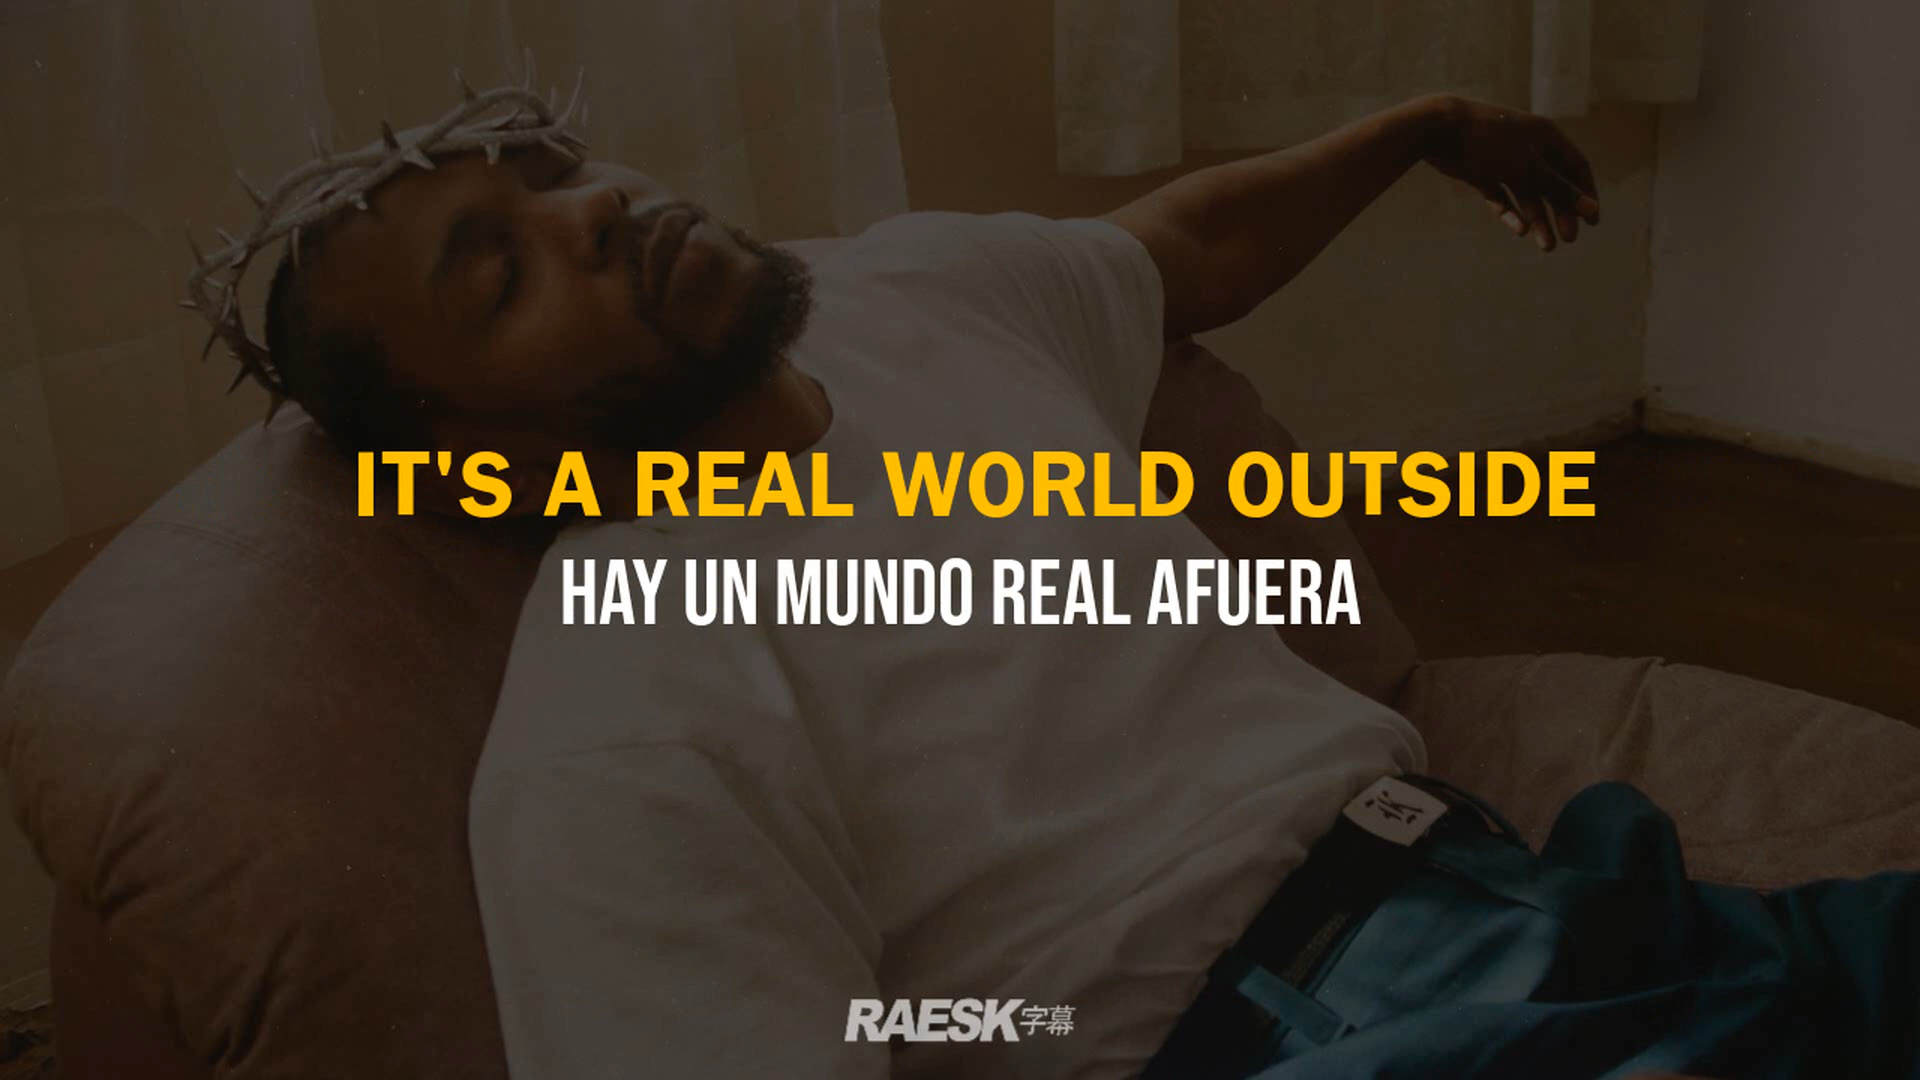 IT'S A REAL WORLD OUTSIDE
HAY UN MUNDO REAL AFUERA
RAESK字幕